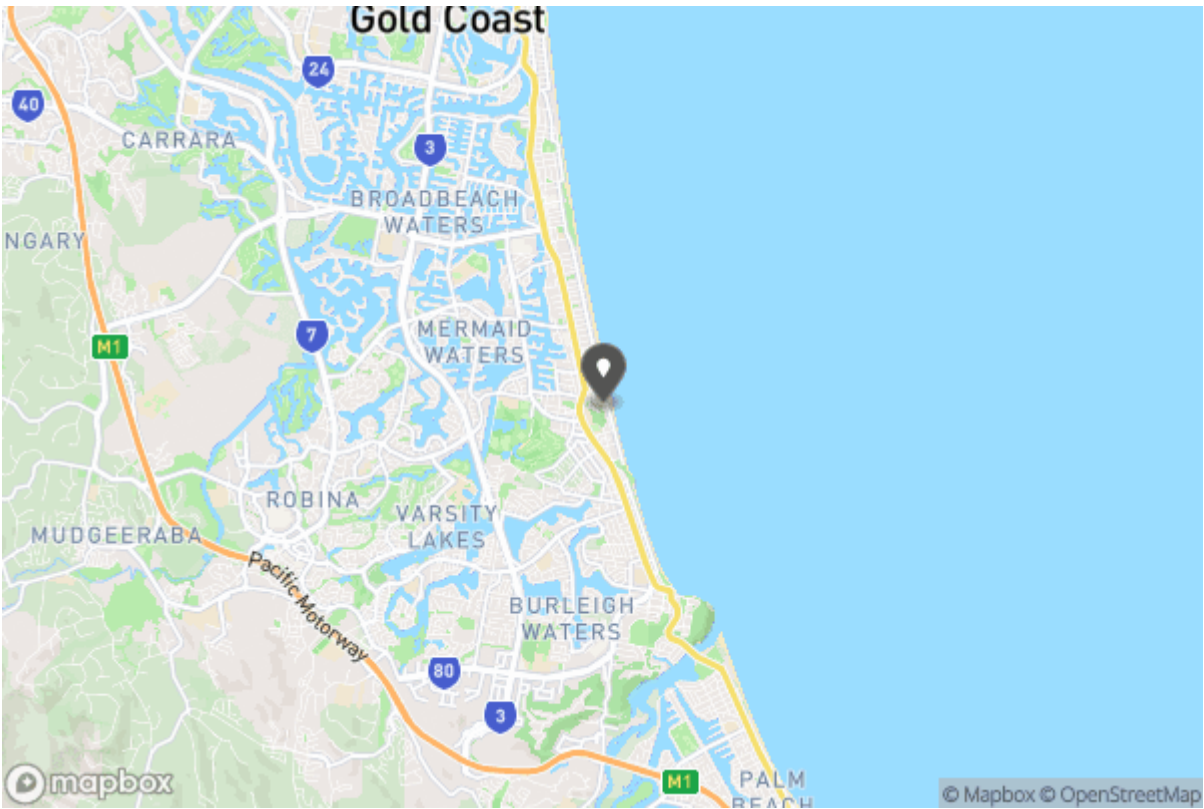 Gold Coast
24
40
CARRARA
3
BROADBEACH
WATERS
NGARY
MERMAID
WATERS
7
M1
ROBINA
VARSITY
LAKES
MUDGEERABA
Pacific Motorway
BURLEIGH
WATERS
80
3
M1
PALM
BEACH
mapbox
© Mapbox © OpenStreetMap